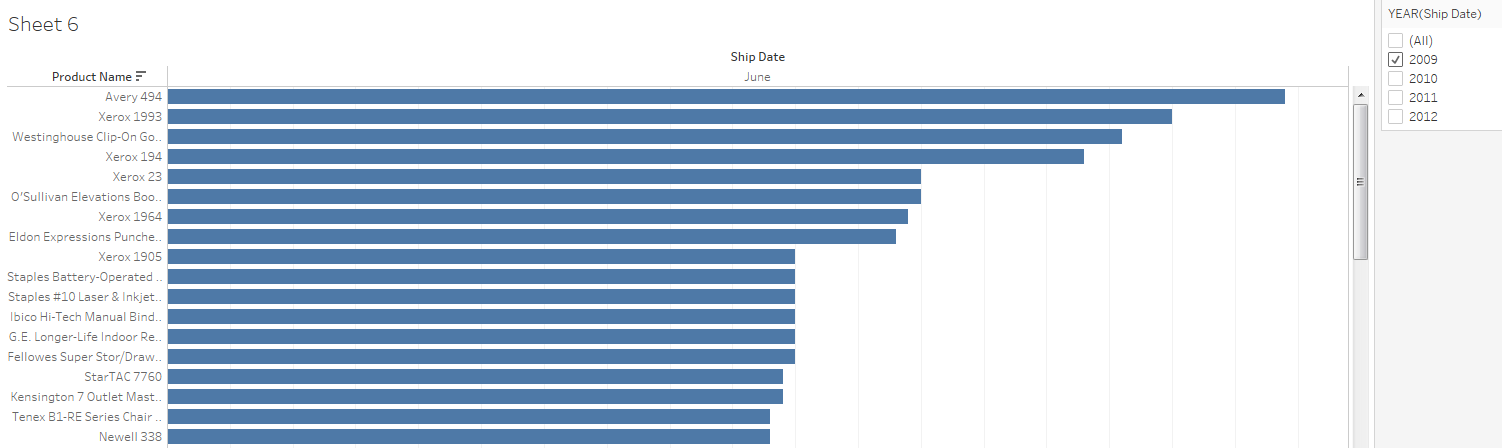 Sheet 6
Ship Date
Product Name
June
Avery 494
Xerox 1993
Westinghouse Clip-On Go..
Xerox 194
Xerox 23
O'Sullivan Elevations Boo..
Xerox 1964
Eldon Expressions Punche..
Xerox 1905
Staples Battery-Operated ..
Staples #10 Laser & Inkjet..
Ibico Hi-Tech Manual Bind..
G.E. Longer-Life Indoor Re..
Fellowes Super Stor/Draw..
StarTAC 7760
Kensington 7 Outlet Mast..
Tenex B1-RE Series Chair ..
Newell 338
YEAR(Ship Date)
(All)
2009
2010
2011
2012